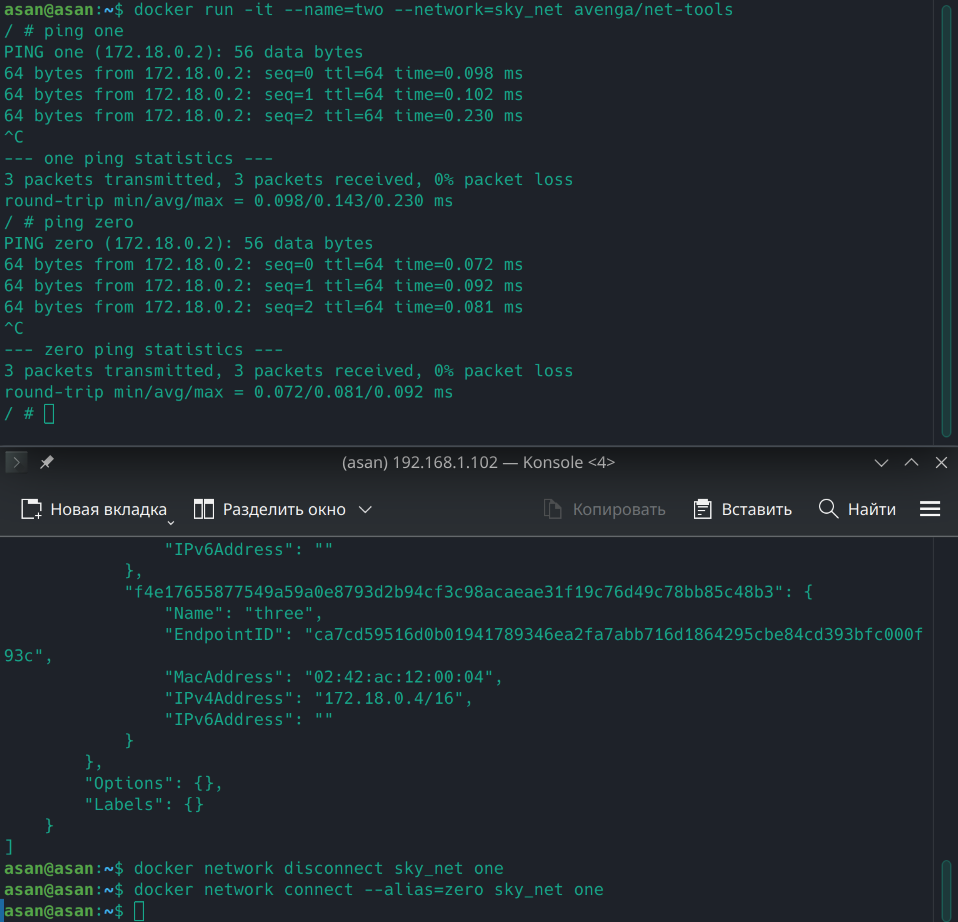 asan@asan:~$ docker run -it --name=two --network=sky_net avenga/net-tools
/ # ping one
PING one (172.18.0.2): 56 data bytes
64 bytes from 172.18.0.2: seq=0 ttl=64 time=0.098 ms
64 bytes from 172.18.0.2: seq=1 ttl=64 time=0.102 ms
64 bytes from 172.18.0.2: seq=2 ttl=64 time=0.230 ms
^C
--- one ping statistics ---
3 packets transmitted, 3 packets received, 0% packet loss
round-trip min/avg/max = 0.098/0.143/0.230 ms
/ # ping zero
PING zero (172.18.0.2): 56 data bytes
64 bytes from 172.18.0.2: seq=0 ttl=64 time=0.072 ms
64 bytes from 172.18.0.2: seq=1 ttl=64 time=0.092 ms
64 bytes from 172.18.0.2: seq=2 ttl=64 time=0.081 ms
^C
--- zero ping statistics ---
3 packets transmitted, 3 packets received, 0% packet loss
round-trip min/avg/max = 0.072/0.081/0.092 ms
/ #
(asan) 192.168.1.102 — Konsole <4>
Новая вкладка Разделить окно Копировать Вставить Найти
"IPv6Address": ""
},
"f4e17655877549a59a0e8793d2b94cf3c98acaeae31f19c76d49c78bb85c48b3": {
"Name": "three",
"EndpointID": "ca7cd59516d0b01941789346ea2fa7abb716d1864295cbe84cd393bfc000f
93c",
"MacAddress": "02:42:ac:12:00:04",
"IPv4Address": "172.18.0.4/16",
"IPv6Address": ""
}
},
"Options": {},
"Labels": {}
}
]
asan@asan:~$ docker network disconnect sky_net one
asan@asan:~$ docker network connect --alias=zero sky_net one
asan@asan:~$